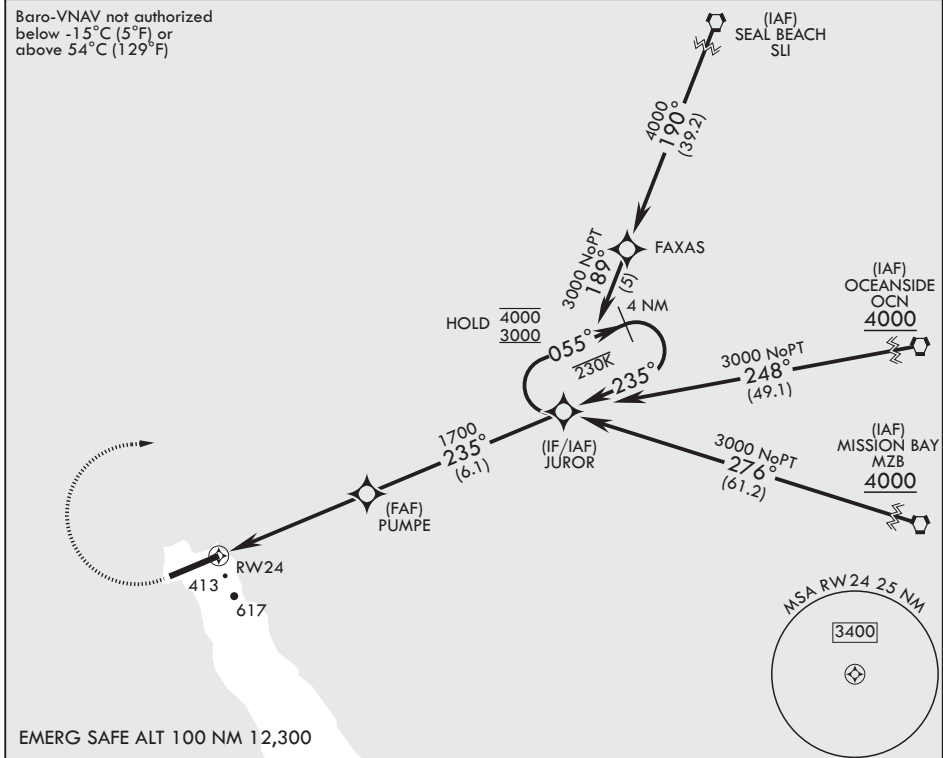 Baro-VNAV not authorized
below -15°C (5°F) or
above 54°C (129°F)
(IAF)
SEAL BEACH
SLI
4000
190°
(39.2)
FAXAS
3000 NoPT
189°
(5)
4 NM
HOLD
4000
3000
055°
230K
235°
(IAF)
OCEANSIDE
OCN
4000
3000 NoPT
248°
(49.1)
(IF/IAF)
JUROR
(IAF)
MISSION BAY
MZB
4000
3000 NoPT
276°
(61.2)
1700
235°
(6.1)
(FAF)
PUMPE
RW24
413
617
MSA RW24 25 NM
3400
EMERG SAFE ALT 100 NM 12,300